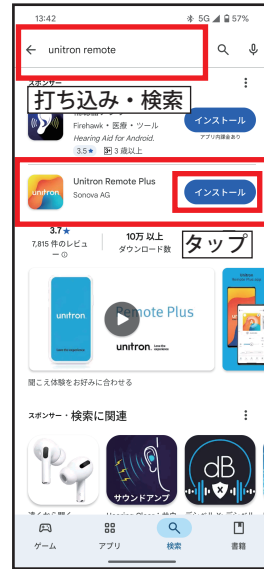 13:42
5G 57%
unitron remote
スポンサー
打ち込み・検索
Firehawk • 医療・ツール
Hearing Aid for Android.
3.5★ 3 歳以上
インストール
アプリ内課金あり
unitron
Unitron Remote Plus
Sonova AG
インストール
3.7★
7,815 件のレビュー
10万 以上
ダウンロード数
タップ
unitron.
Remote Plus
unitron.
聞こえ体験をお好みに合わせる
スポンサー・検索に関連
サウンドアンプ
dB
ゲーム
アプリ
検索
書籍